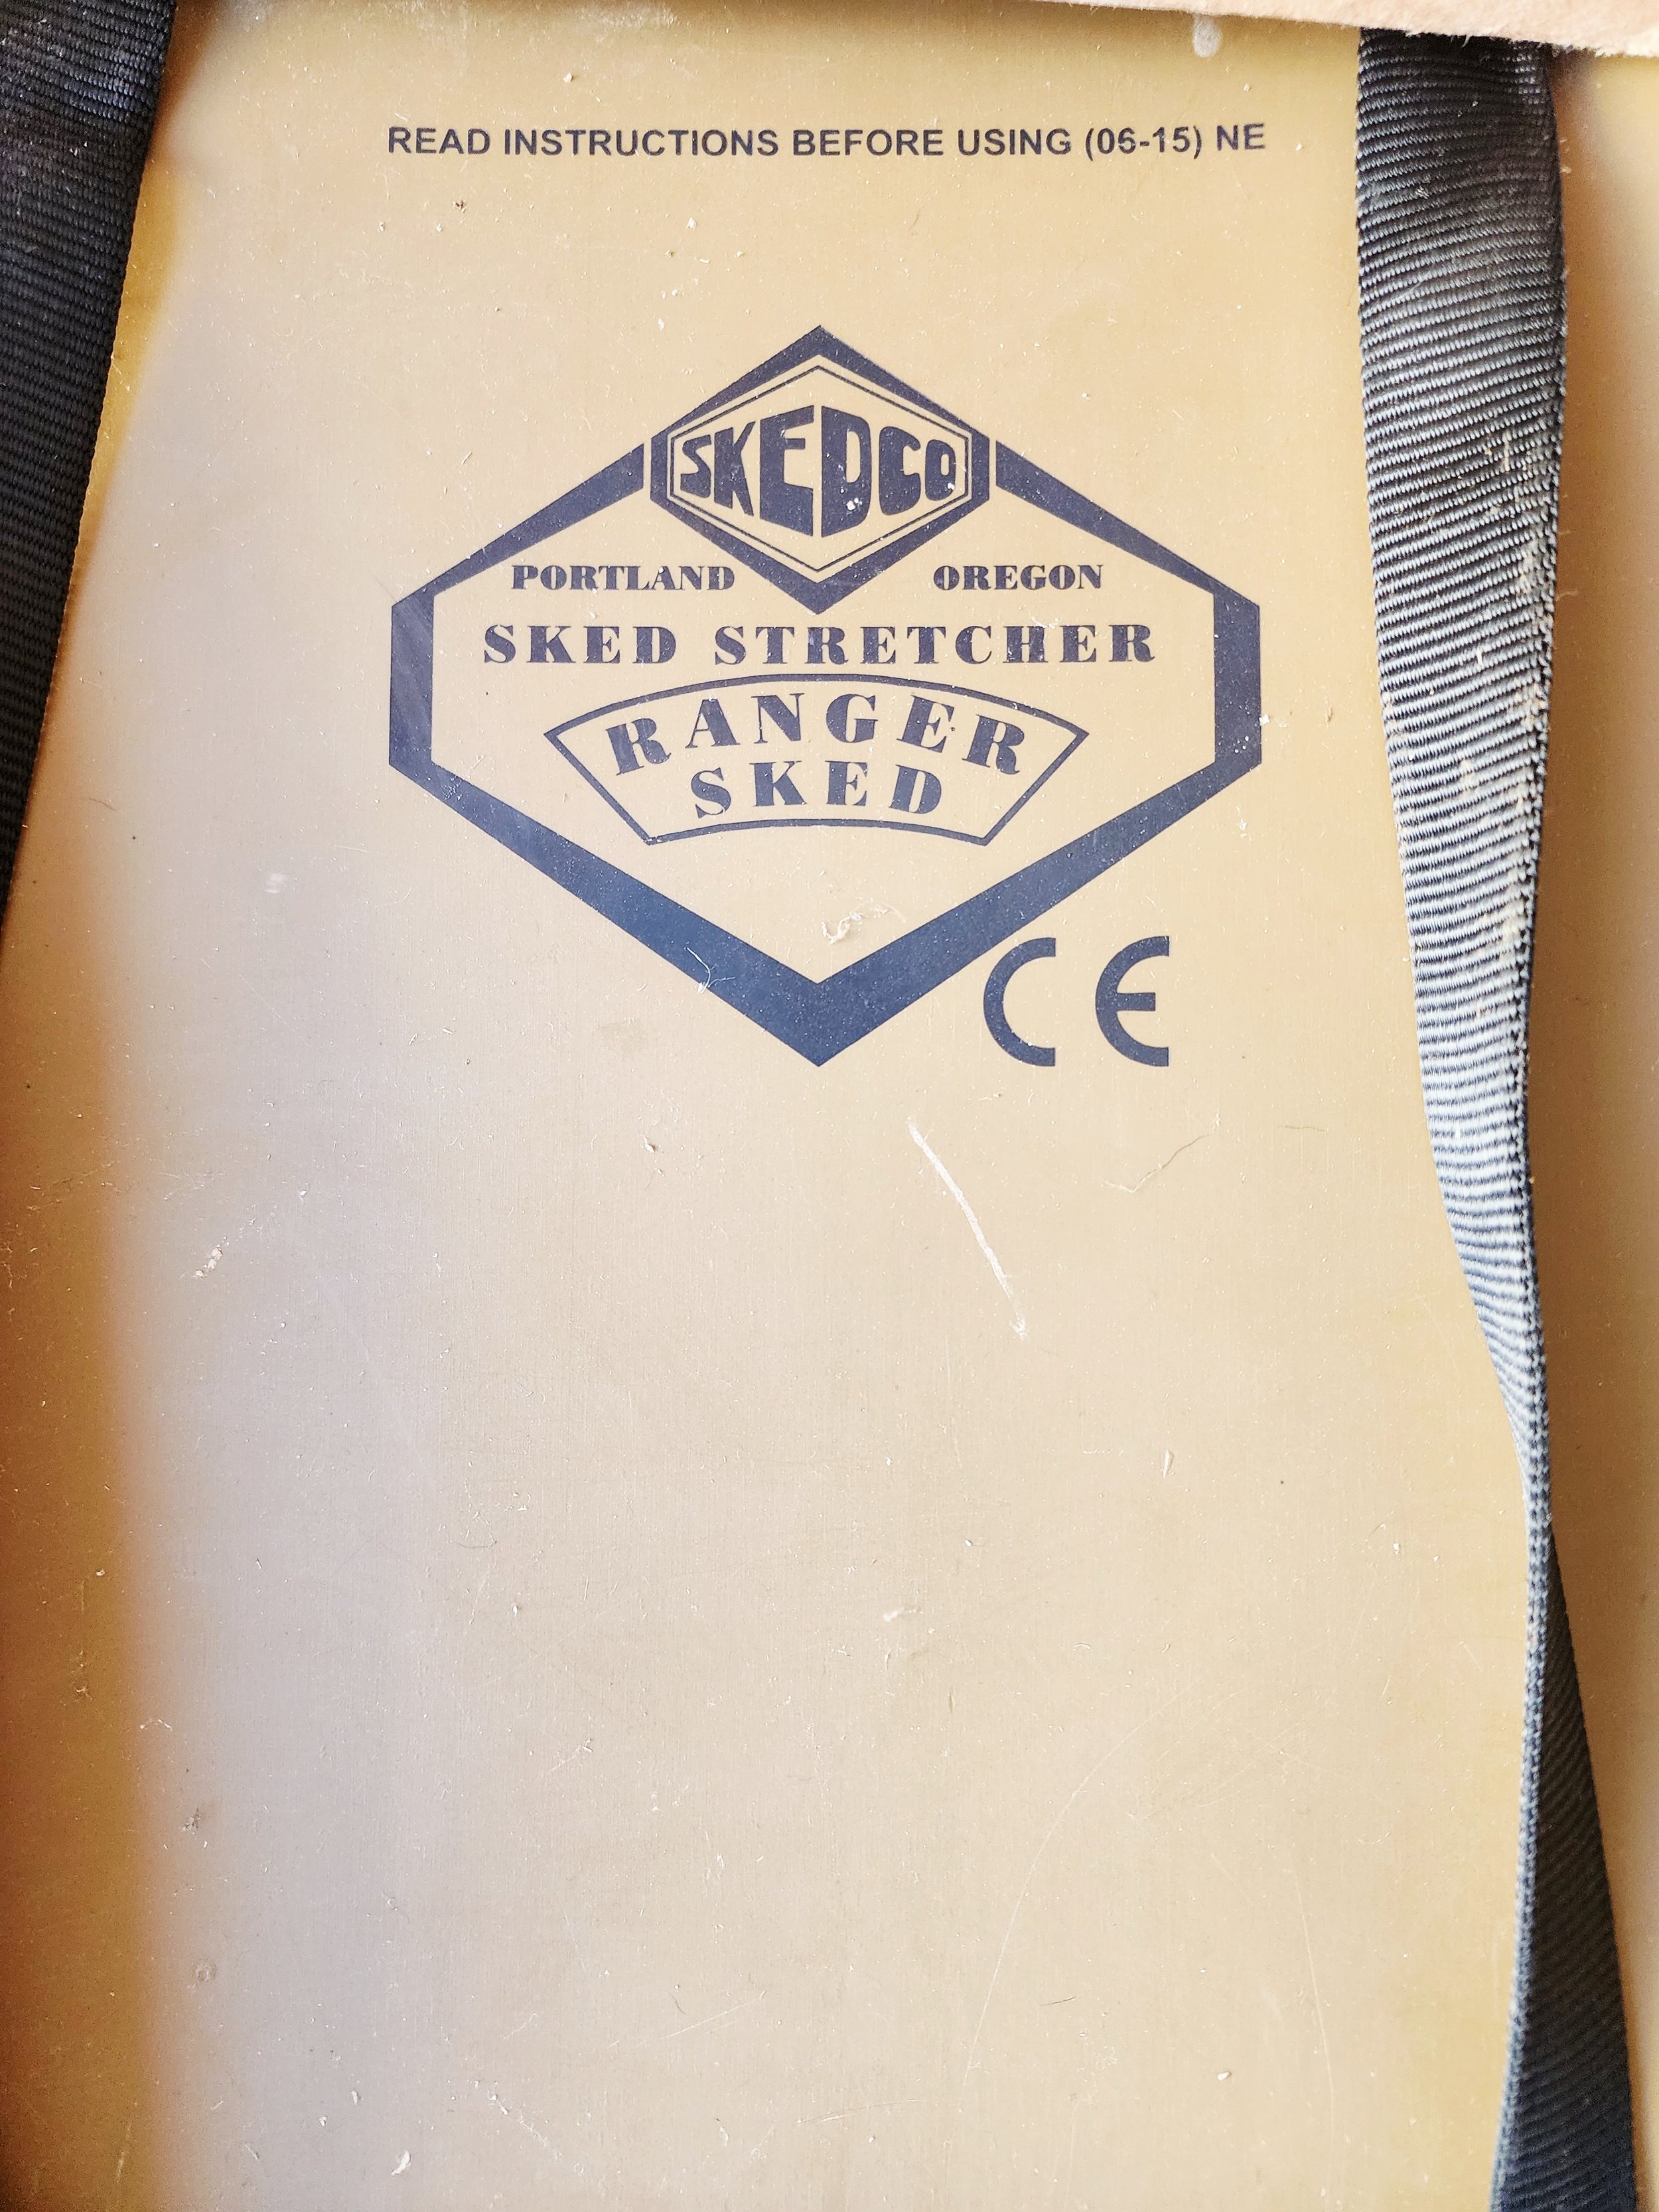 READ INSTRUCTIONS BEFORE USING (06-15) NE
SKEDCO
PORTLAND OREGON
SKED STRETCHER
RANGER
SKED
CE